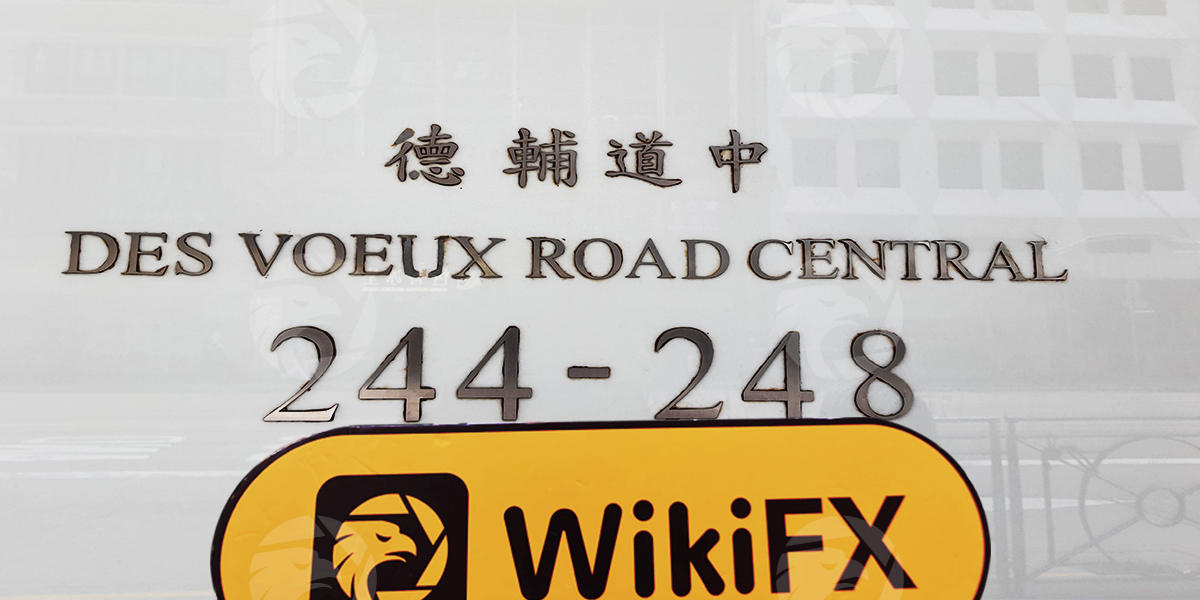 德輔道中
DES VOEUX ROAD CENTRAL
244-248
WikiFX